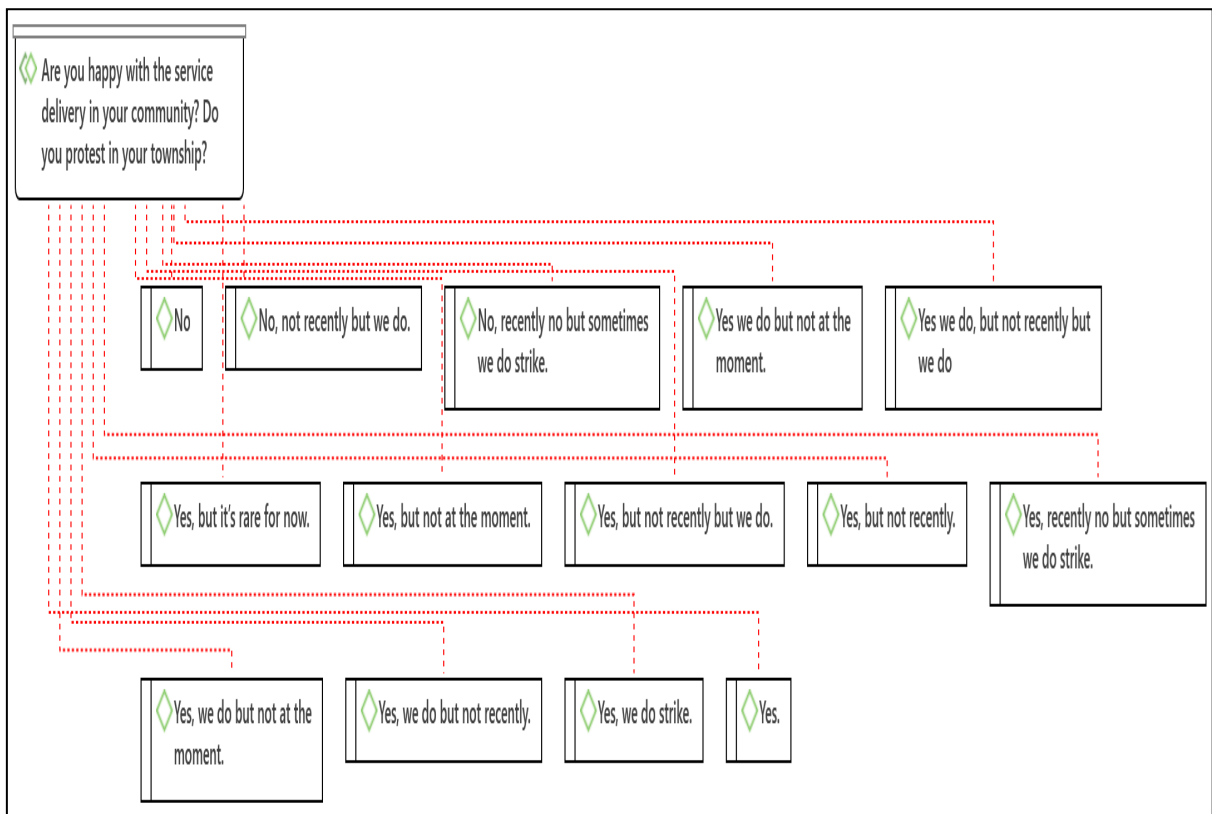 Are you happy with the service
delivery in your community? Do
you protest in your township?
No
No, not recently but we do.
No, recently no but sometimes
we do strike.
Yes we do but not at the
moment.
Yes we do, but not recently but
we do
Yes, but it's rare for now.
Yes, but not at the moment.
Yes, but not recently but we do.
Yes, but not recently.
Yes, recently no but sometimes
we do strike.
Yes, we do but not at the
moment.
Yes, we do but not recently.
Yes, we do strike.
Yes.